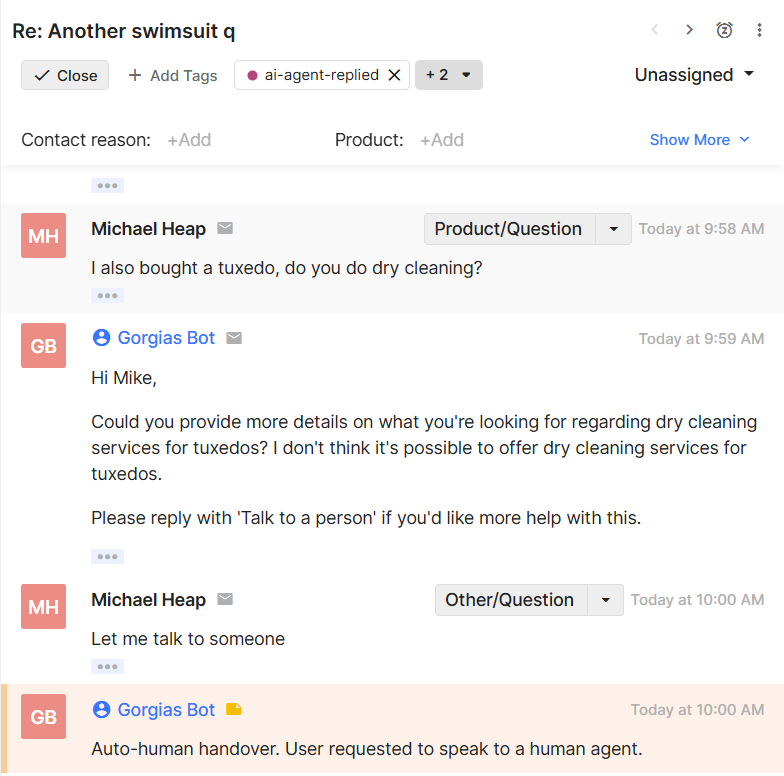 Re: Another swimsuit q
Close
Add Tags
ai-agent-replied
+ 2
Unassigned
Contact reason: +Add
Product: +Add
Show More
MH
Michael Heap
Product/Question
Today at 9:58 AM
I also bought a tuxedo, do you do dry cleaning?
GB
Gorgias Bot
Today at 9:59 AM
Hi Mike,
Could you provide more details on what you're looking for regarding dry cleaning
services for tuxedos? I don't think it's possible to offer dry cleaning services for
tuxedos.
Please reply with 'Talk to a person' if you'd like more help with this.
MH
Michael Heap
Other/Question
Today at 10:00 AM
Let me talk to someone
GB
Gorgias Bot
Today at 10:00 AM
Auto-human handover. User requested to speak to a human agent.